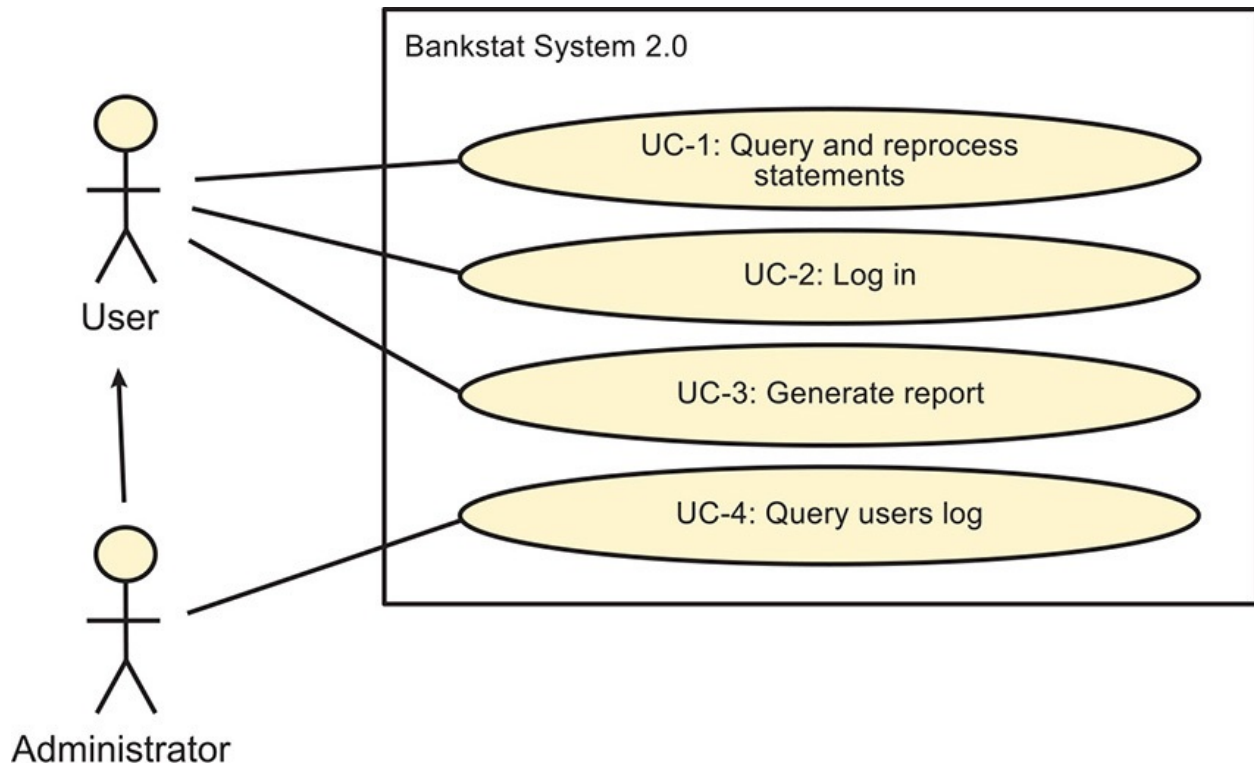 Bankstat System 2.0
UC-1: Query and reprocess
statements
UC-2: Log in
User
UC-3: Generate report
UC-4: Query users log
Administrator